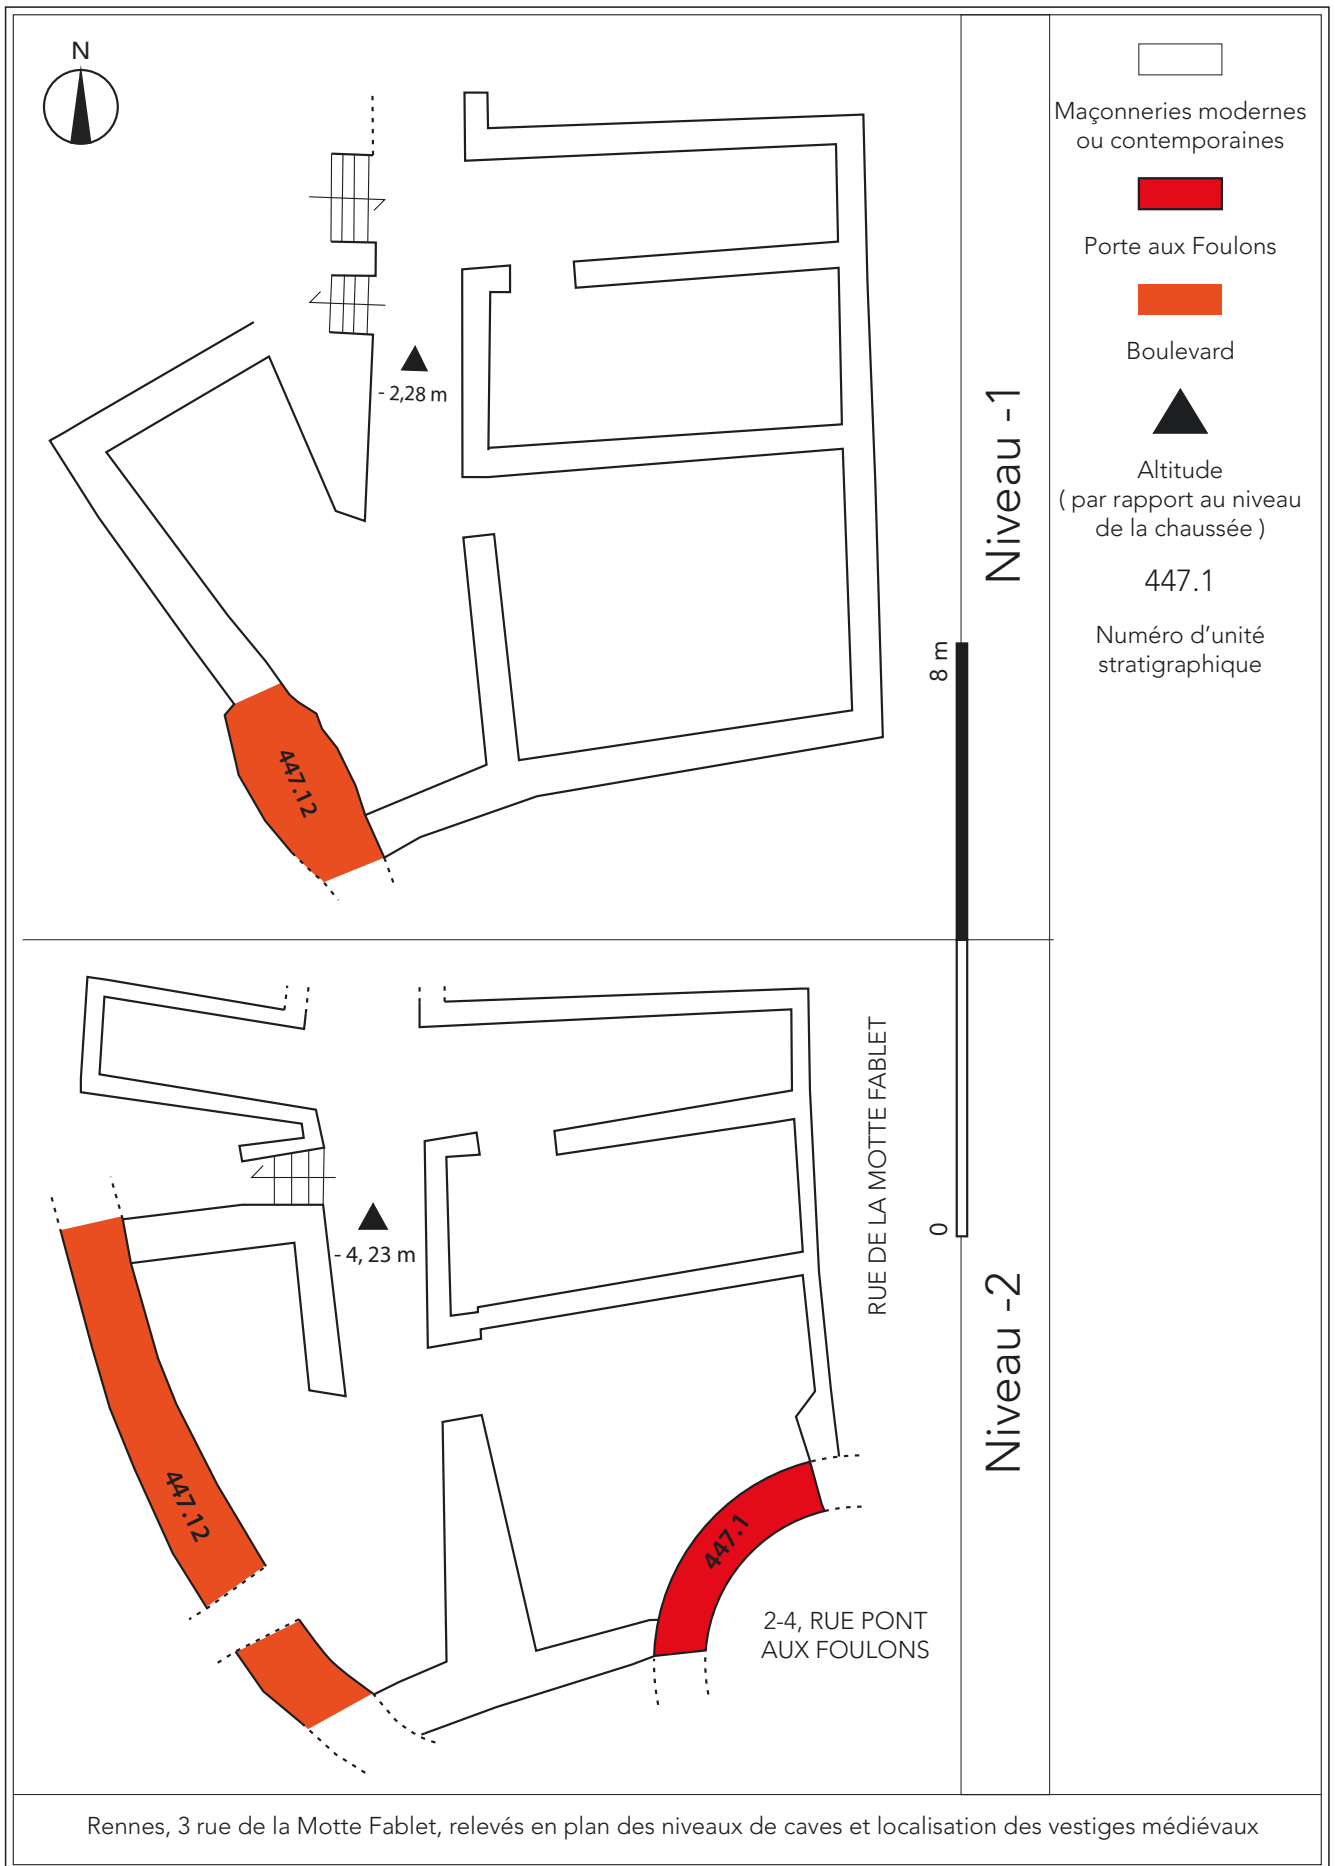 N
- 2,28 m
447.12
Niveau -1
Maçonneries modernes
ou contemporaines
Porte aux Foulons
Boulevard
Altitude
( par rapport au niveau
de la chaussée )
447.1
Numéro d'unité
stratigraphique
8 m
0
- 4, 23 m
447.12
447.1
RUE DE LA MOTTE FABLET
2-4, RUE PONT
AUX FOULONS
Niveau -2
Rennes, 3 rue de la Motte Fablet, relevés en plan des niveaux de caves et localisation des vestiges médiévaux